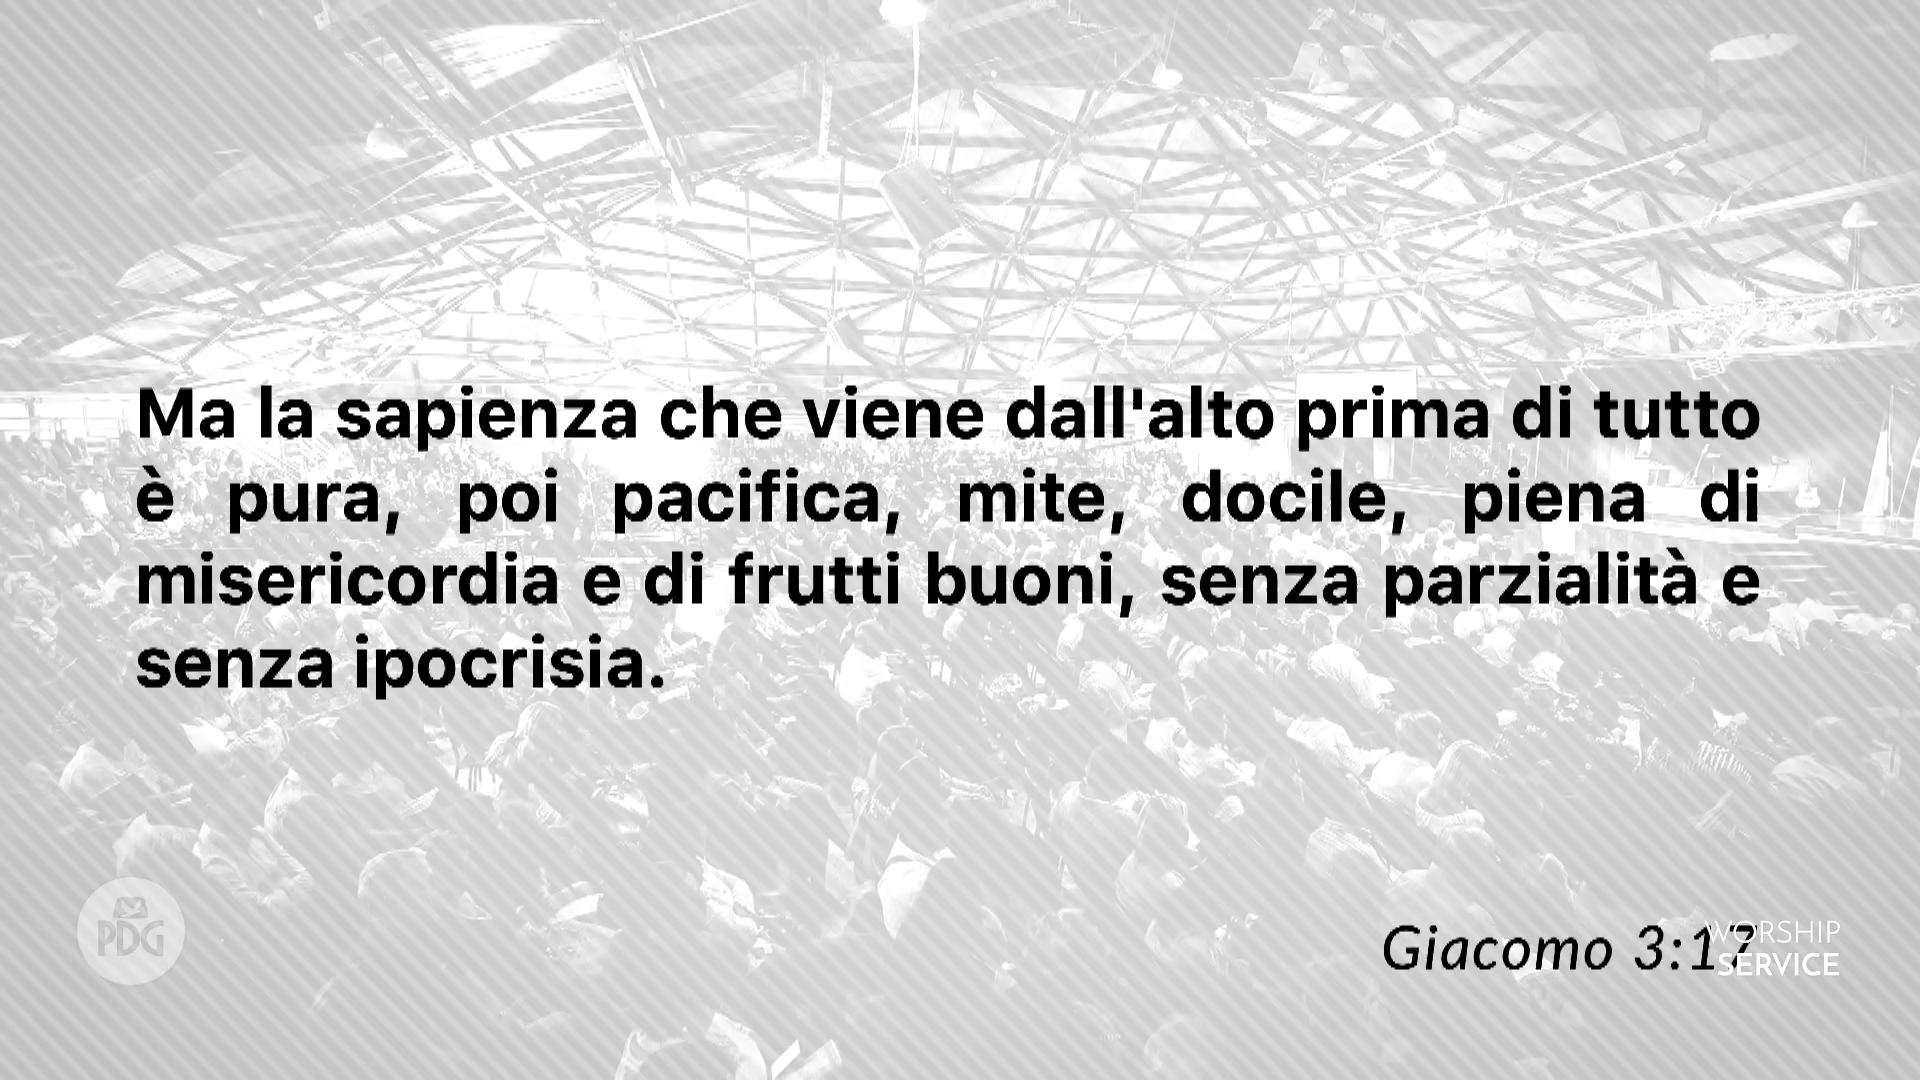 Ma la sapienza che viene dall'alto prima di tutto
è pura, poi pacifica, mite, docile, piena di
misericordia e di frutti buoni, senza parzialità e
senza ipocrisia.
PDG
Giacomo 3:17
WORSHIP
SERVICE